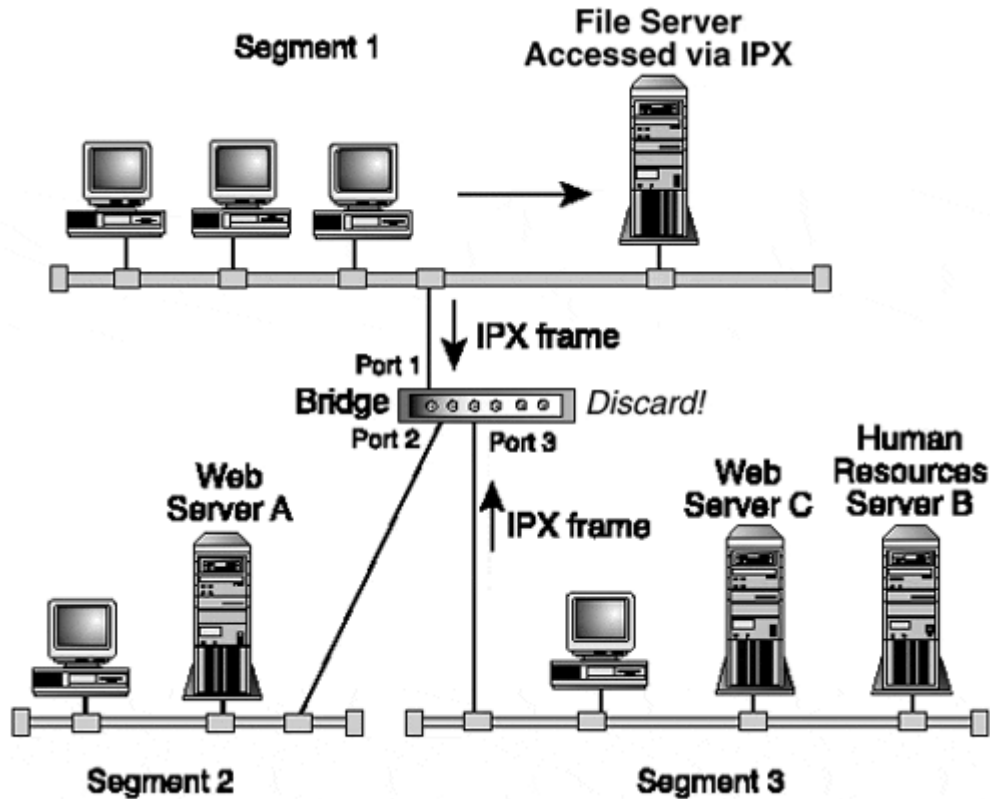 Segment 1
File Server
Accessed via IPX
IPX frame
Port 1
Bridge
Discard!
Port 2
Port 3
Web
Server A
IPX frame
Web
Server C
Human
Resources
Server B
Segment 2
Segment 3